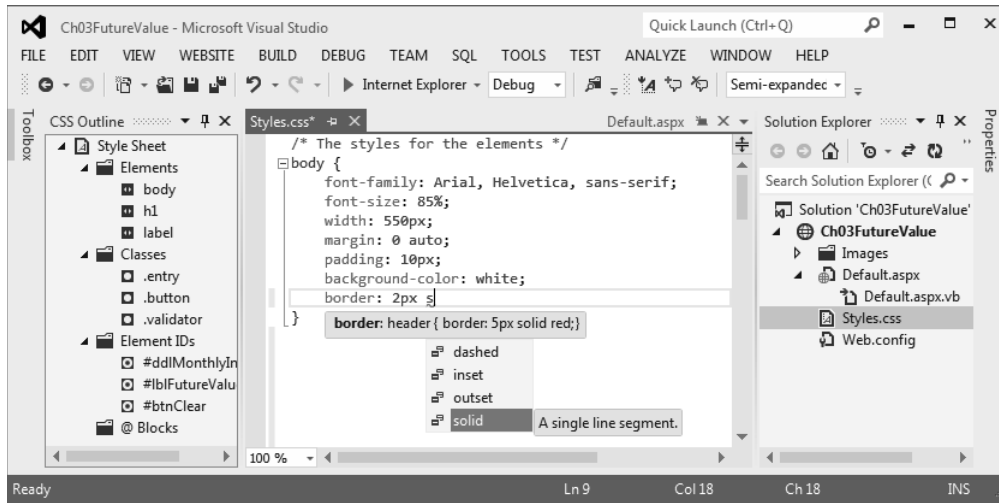 Ch03FutureValue - Microsoft Visual Studio
Quick Launch (Ctrl+Q)
FILE EDIT VIEW WEBSITE BUILD DEBUG TEAM SQL TOOLS TEST ANALYZE WINDOW HELP
Internet Explorer Debug Semi-expandec
Toolbox
CSS Outline
Style Sheet
Elements
body
h1
label
Classes
.entry
.button
.validator
Element IDs
#ddlMonthlyIn
#lblFutureValu
#btnClear
@ Blocks
Styles.css* Default.aspx
/* The styles for the elements */
body {
font-family: Arial, Helvetica, sans-serif;
font-size: 85%;
width: 550px;
margin: 0 auto;
padding: 10px;
background-color: white;
border: 2px s
}
border: header { border: 5px solid red;}
dashed
inset
outset
solid
A single line segment.
100 %
Solution Explorer
Search Solution Explorer ((
Solution 'Ch03FutureValue'
Ch03FutureValue
Images
Default.aspx
Default.aspx.vb
Styles.css
Web.config
Properties
Ready Ln 9 Col 18 Ch 18 INS